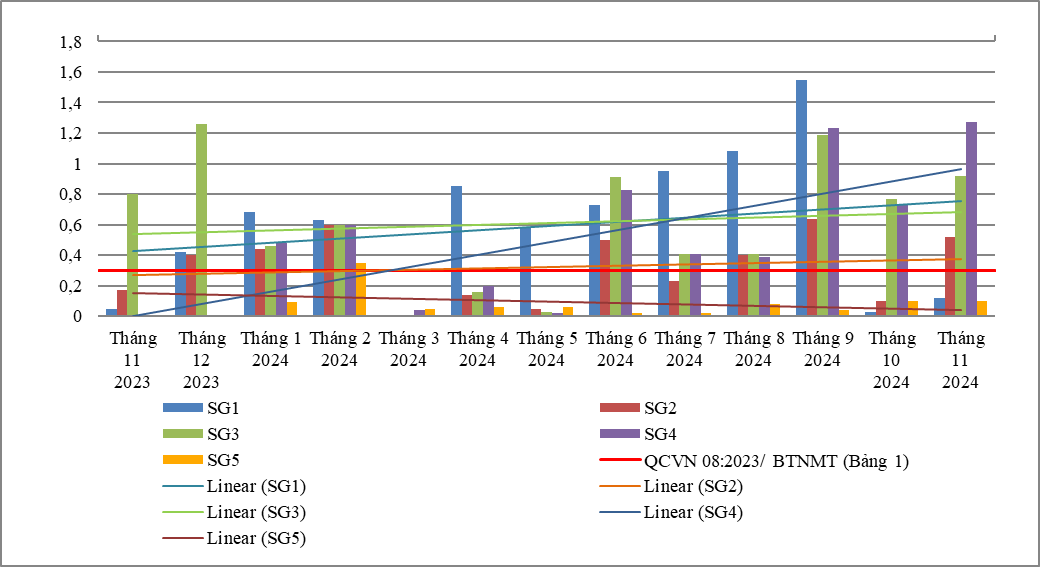 1,8
1,6
1,4
1,2
1
0,8
0,6
0,4
0,2
0
Tháng 11 2023
Tháng 12 2023
Tháng 1 2024
Tháng 2 2024
Tháng 3 2024
Tháng 4 2024
Tháng 5 2024
Tháng 6 2024
Tháng 7 2024
Tháng 8 2024
Tháng 9 2024
Tháng 10 2024
Tháng 11 2024
SG1
SG2
SG3
SG4
SG5
QCVN 08:2023/ BTNMT (Bảng 1)
Linear (SG1)
Linear (SG2)
Linear (SG3)
Linear (SG4)
Linear (SG5)